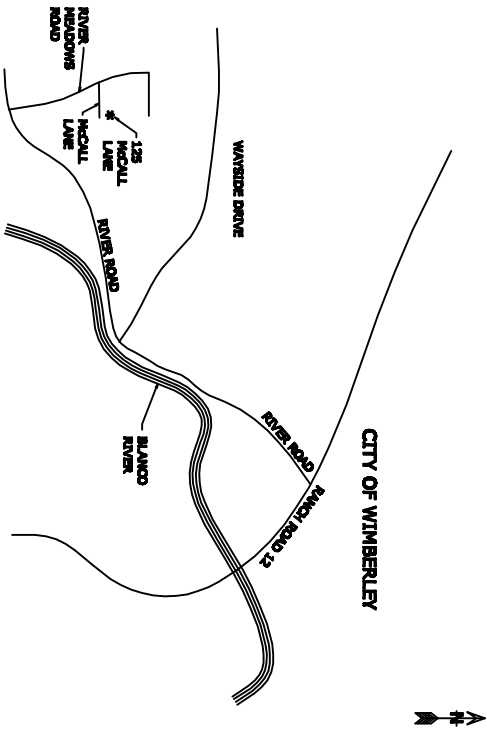 RIVER
MEADOWS
ROAD
McCALL
LANE
125
McCALL
LANE
WAYSIDE DRIVE
RIVER ROAD
BLANCO
RIVER
RIVER ROAD
RANCH ROAD 12
CITY OF WIMBERLEY
N